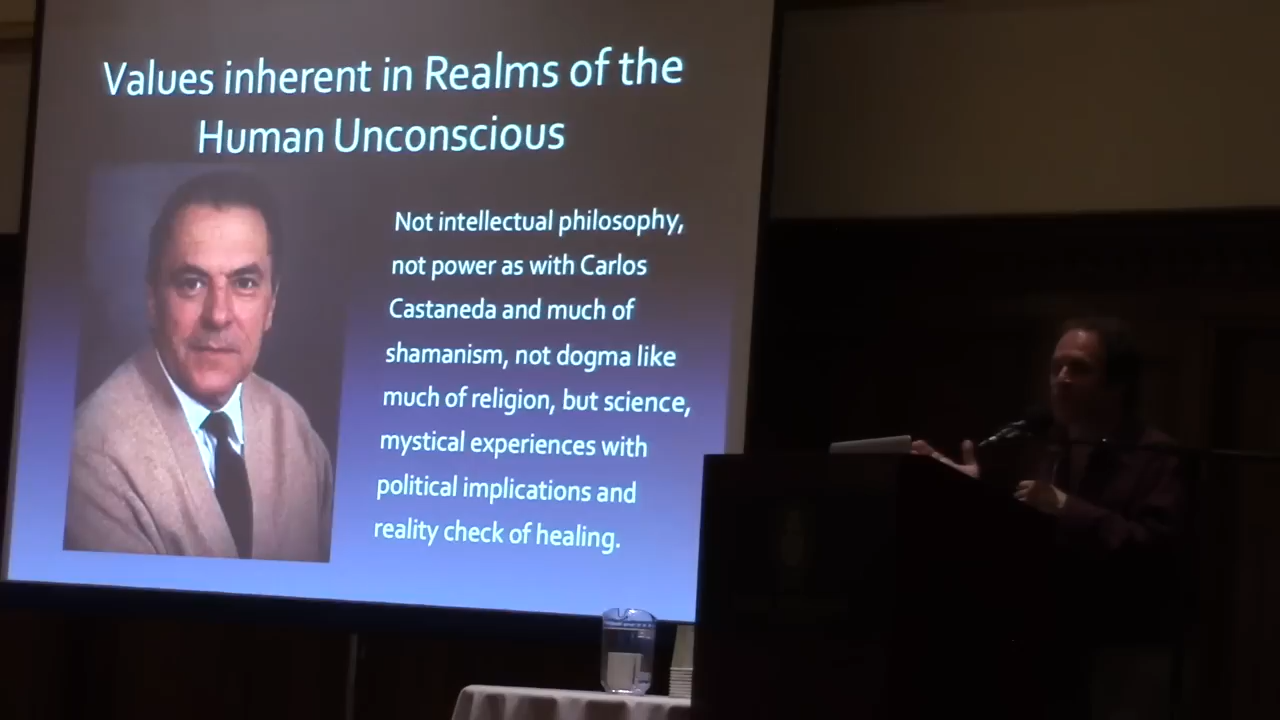 Values inherent in Realms of the
Human Unconscious
Not intellectual philosophy,
not power as with Carlos
Castaneda and much of
shamanism, not dogma like
much of religion, but science,
mystical experiences with
political implications and
reality check of healing.